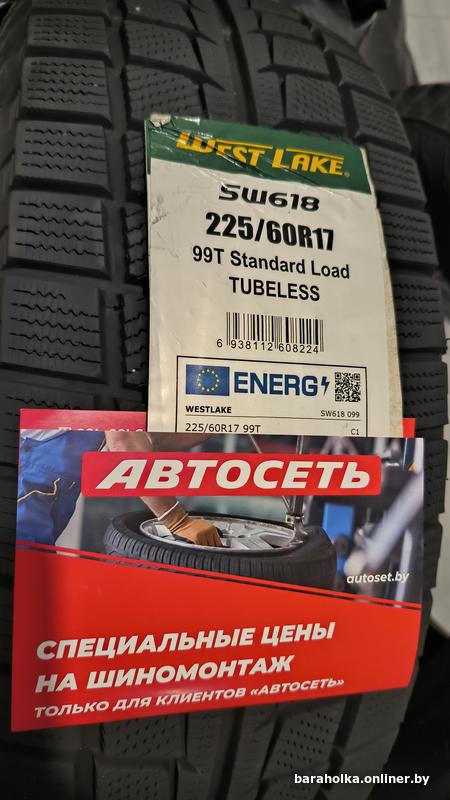 WEST LAKE®
SW618
225/60R17
99T Standard Load
TUBELESS
6 938112 608224
ENERG
WESTLAKE
SW618 099
225/60R17 99T
C1
АВТОСЕТЬ
autoset.by
СПЕЦИАЛЬНЫЕ ЦЕНЫ
НА ШИНОМОНТАЖ
ТОЛЬКО ДЛЯ КЛИЕНТОВ «АВТОСЕТЬ»
baraholka.onliner.by